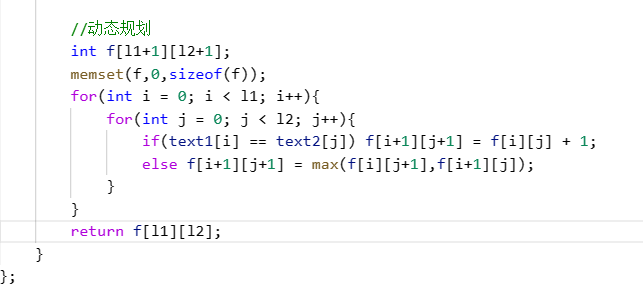 //动态规划
int f[l1+1][l2+1];
memset(f,0,sizeof(f));
for(int i = 0; i < l1; i++){
for(int j = 0; j < l2; j++){
if(text1[i] == text2[j]) f[i+1][j+1] = f[i][j] + 1;
else f[i+1][j+1] = max(f[i][j+1],f[i+1][j]);
}
}
return f[l1][l2];
}
};